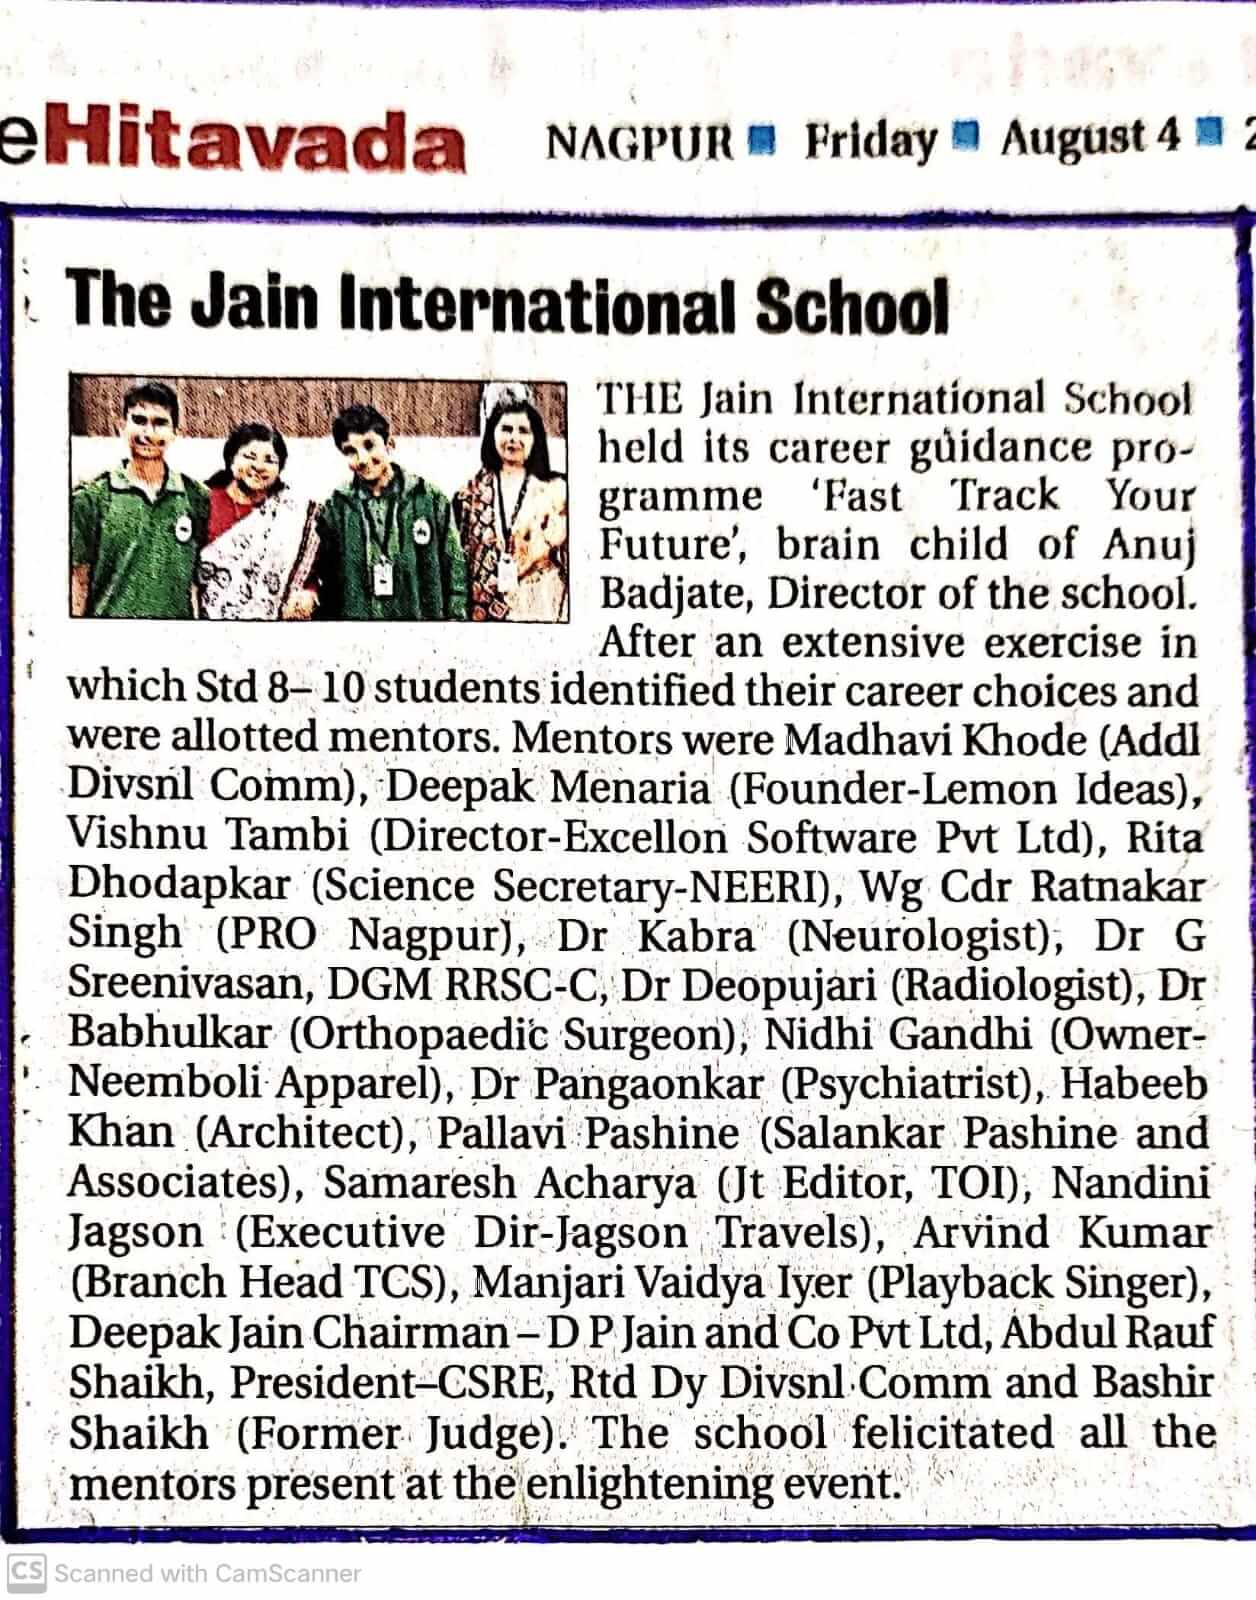 eHitavada NAGPUR ■ Friday ■ August 4 ■ 2
The Jain International School
THE Jain International School
held its career guidance pro-
gramme ‘Fast Track Your
Future’, brain child of Anuj
Badjate, Director of the school.
After an extensive exercise in
which Std 8– 10 students identified their career choices and
were allotted mentors. Mentors were Madhavi Khode (Addl
Divsnl Comm), Deepak Menaria (Founder-Lemon Ideas),
Vishnu Tambi (Director-Excellon Software Pvt Ltd), Rita
Dhodapkar (Science Secretary-NEERI), Wg Cdr Ratnakar
Singh (PRO Nagpur), Dr Kabra (Neurologist), Dr G
Sreenivasan, DGM RRSC-C, Dr Deopujari (Radiologist), Dr
Babhulkar (Orthopaedic Surgeon), Nidhi Gandhi (Owner-
Neemboli Apparel), Dr Pangaonkar (Psychiatrist), Habeeb
Khan (Architect), Pallavi Pashine (Salankar Pashine and
Associates), Samaresh Acharya (Jt Editor, TOI), Nandini
Jagson (Executive Dir-Jagson Travels), Arvind Kumar
(Branch Head TCS), Manjari Vaidya Iyer (Playback Singer),
Deepak Jain Chairman – D P Jain and Co Pvt Ltd, Abdul Rauf
Shaikh, President–CSRE, Rtd Dy Divsnl Comm and Bashir
Shaikh (Former Judge). The school felicitated all the
mentors present at the enlightening event.
CS Scanned with CamScanner